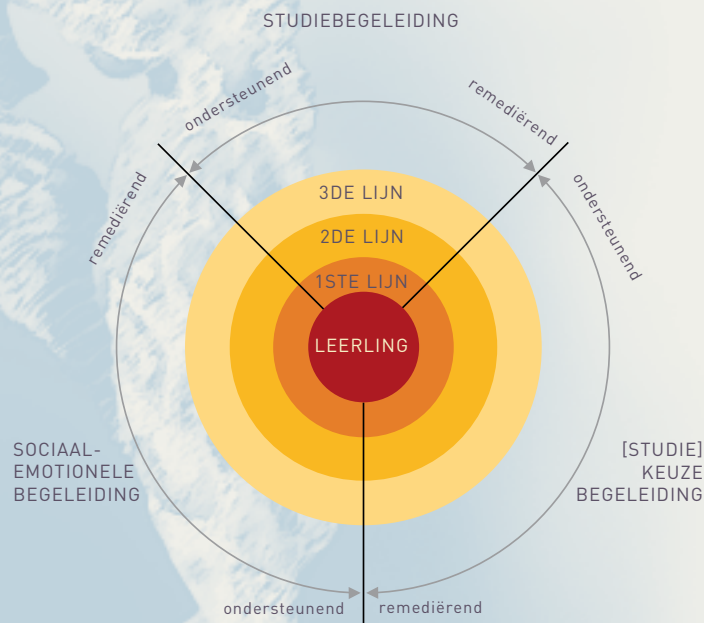 STUDIEBEGELEIDING
ondersteunend
remediërend
remediërend
ondersteunend
3DE LIJN
2DE LIJN
1STE LIJN
LEERLING
SOCIAAL-
EMOTIONELE
BEGELEIDING
[STUDIE]
KEUZE
BEGELEIDING
ondersteunend
remediërend